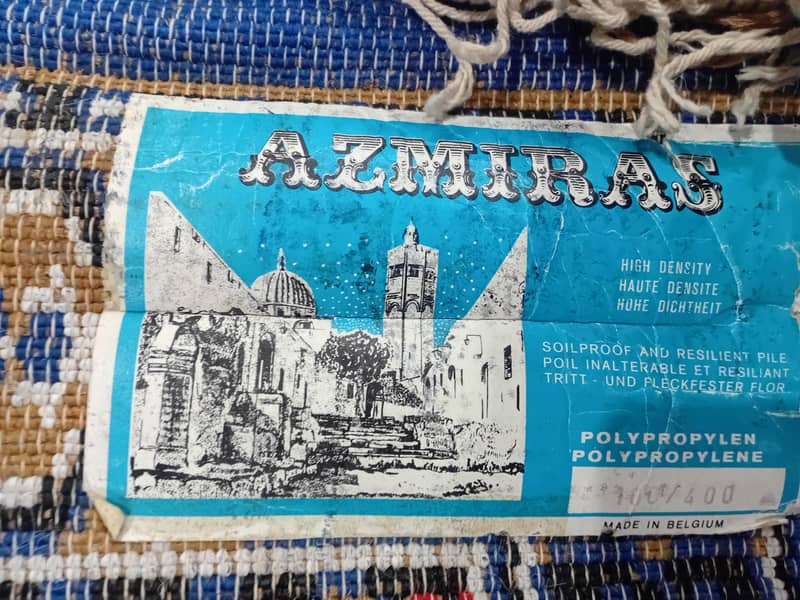 AZMIRAS
HIGH DENSITY
HAUTE DENSITE
HOHE DICHTHEIT
SOILPROOF AND RESILIENT PILE
POIL INALTERABLE ET RESILIANT
TRITT - UND FLECKFESTER FLOR
POLYPROPYLEN
POLYPROPYLENE
/400
MADE IN BELGIUM